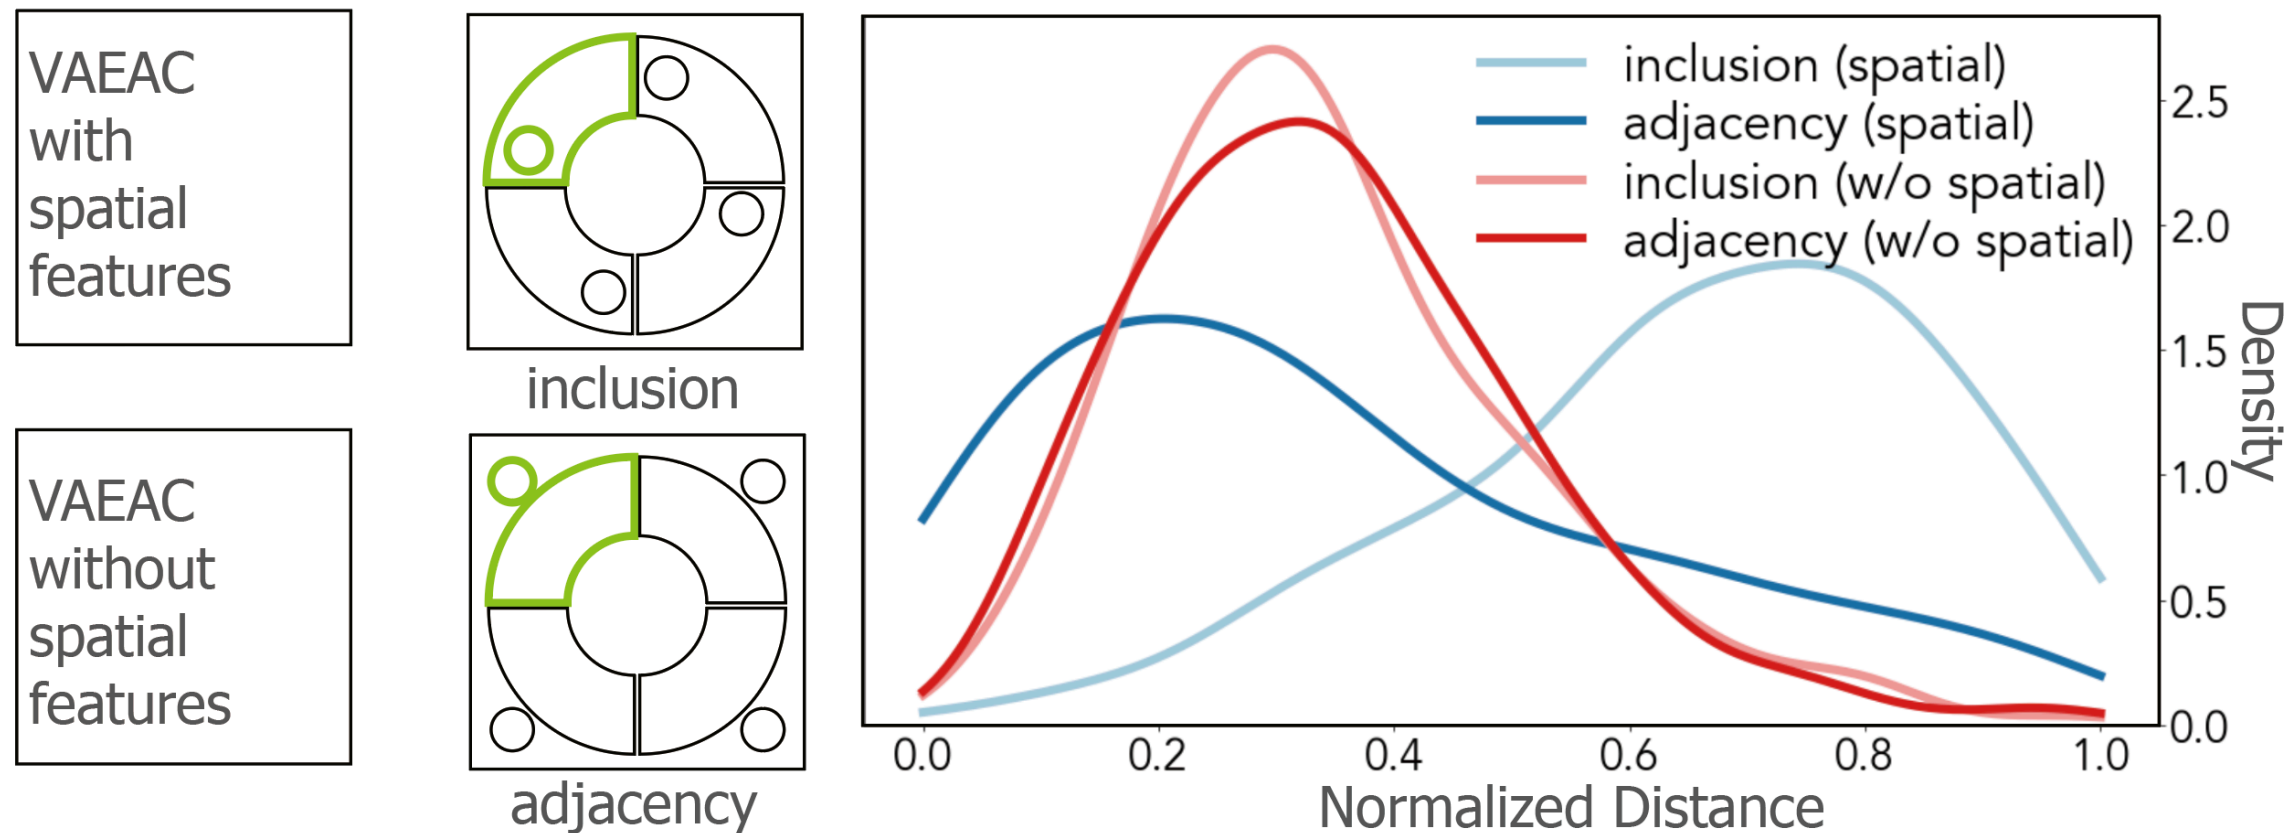 VAEAC
with
spatial
features
inclusion
VAEAC
without
spatial
features
adjacency
inclusion (spatial)
adjacency (spatial)
inclusion (w/o spatial)
adjacency (w/o spatial)
2.5
2.0
1.5
1.0
0.5
0.0
Density
0.0 0.2 0.4 0.6 0.8 1.0
Normalized Distance